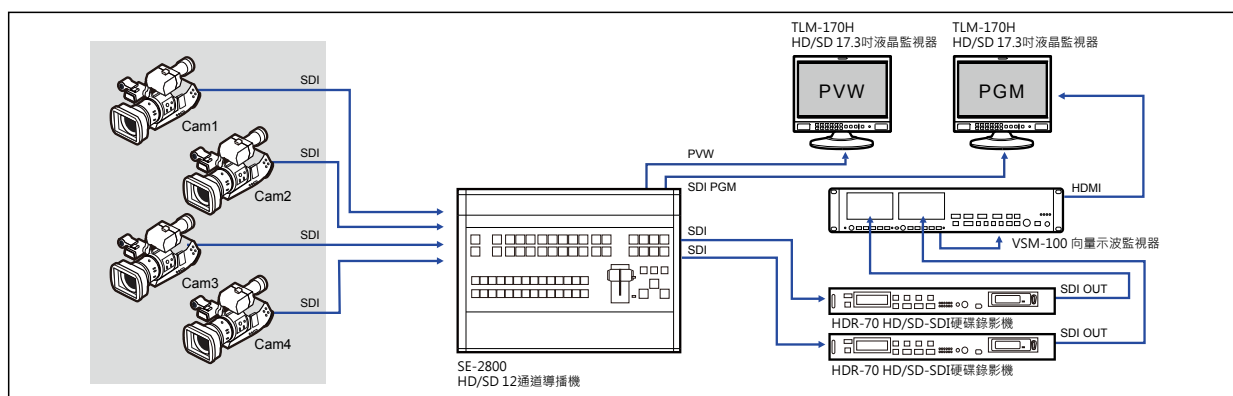 TLM-170H
HD/SD 17.3吋液晶監視器
TLM-170H
HD/SD 17.3吋液晶監視器
PVW
PGM
SDI
Cam1
SDI
Cam2
SDI
Cam3
SDI
Cam4
PVW
SDI PGM
SDI
SDI
HDMI
VSM-100 向量示波監視器
SDI OUT
HDR-70 HD/SD-SDI硬碟錄影機
SDI OUT
HDR-70 HD/SD-SDI硬碟錄影機
SE-2800
HD/SD 12通道導播機